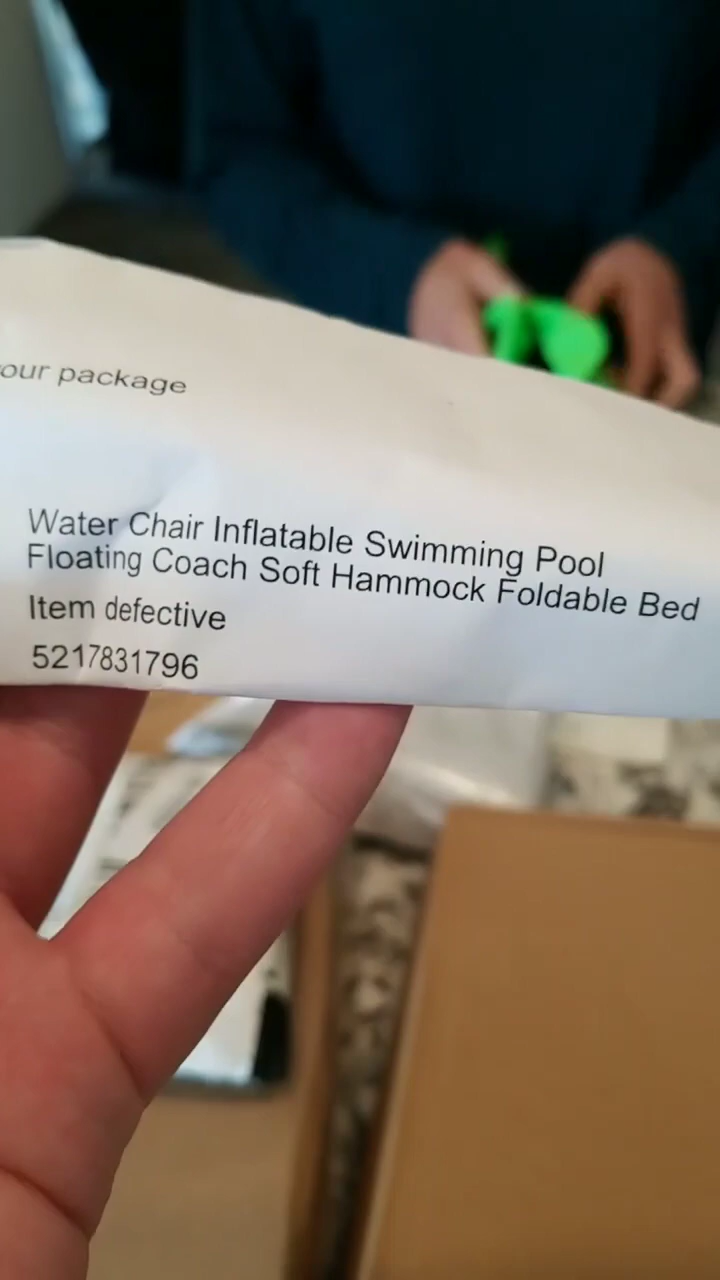 our package
Water Chair Inflatable Swimming Pool
Floating Coach Soft Hammock Foldable Bed
Item defective
5217831796